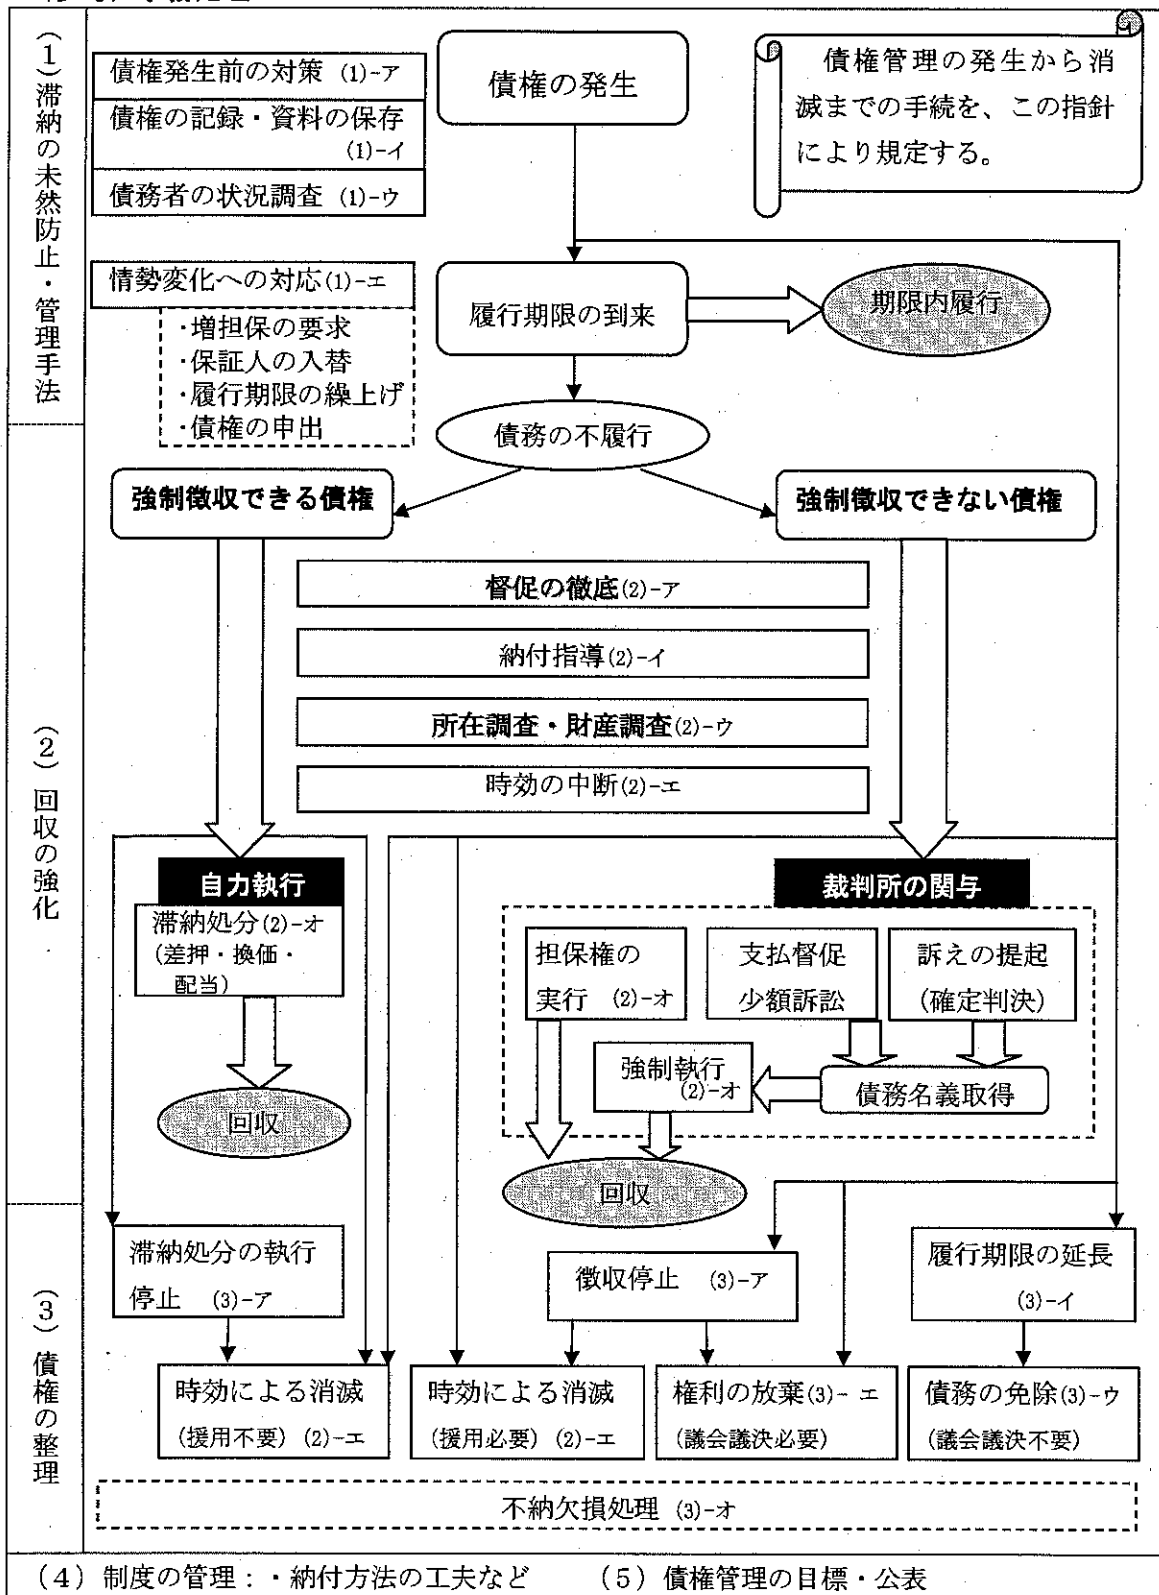 (1)滞納の未然防止・管理手法
債権発生前の対策 (1)-ア
債権の記録・資料の保存
(1)-イ
債務者の状況調査 (1)-ウ
債権の発生
債権管理の発生から消
滅までの手続を、この指針
により規定する。
情勢変化への対応(1)-エ
・増担保の要求
・保証人の入替
・履行期限の繰上げ
・債権の申出
履行期限の到来
期限内履行
債務の不履行
(2)回収の強化
強制徴収できる債権
強制徴収できない債権
督促の徹底(2)-ア
納付指導(2)-イ
所在調査・財産調査(2)-ウ
時効の中断(2)-エ
自力執行
滞納処分(2)-オ
(差押・換価・
配当)
回収
裁判所の関与
担保権の
実行 (2)-オ
支払督促
少額訴訟
訴えの提起
(確定判決)
強制執行
(2)-オ
債務名義取得
回収
(3)債権の整理
滞納処分の執行
停止 (3)-ア
徴収停止 (3)-ア
履行期限の延長
(3)-イ
時効による消滅
(援用不要) (2)-エ
時効による消滅
(援用必要) (2)-エ
権利の放棄(3)-エ
(議会議決必要)
債務の免除(3)-ウ
(議会議決不要)
不納欠損処理 (3)-オ
(4) 制度の管理:・納付方法の工夫など (5) 債権管理の目標・公表